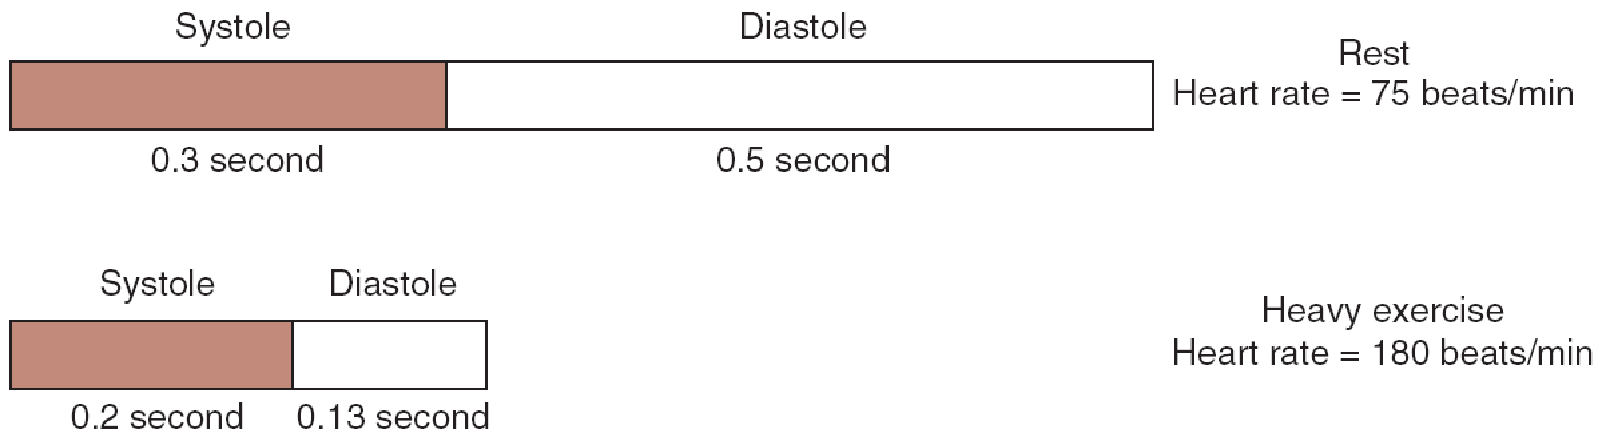 Systole
Diastole
Rest
Heart rate = 75 beats/min
0.3 second
0.5 second
Systole
Diastole
Heavy exercise
Heart rate = 180 beats/min
0.2 second
0.13 second